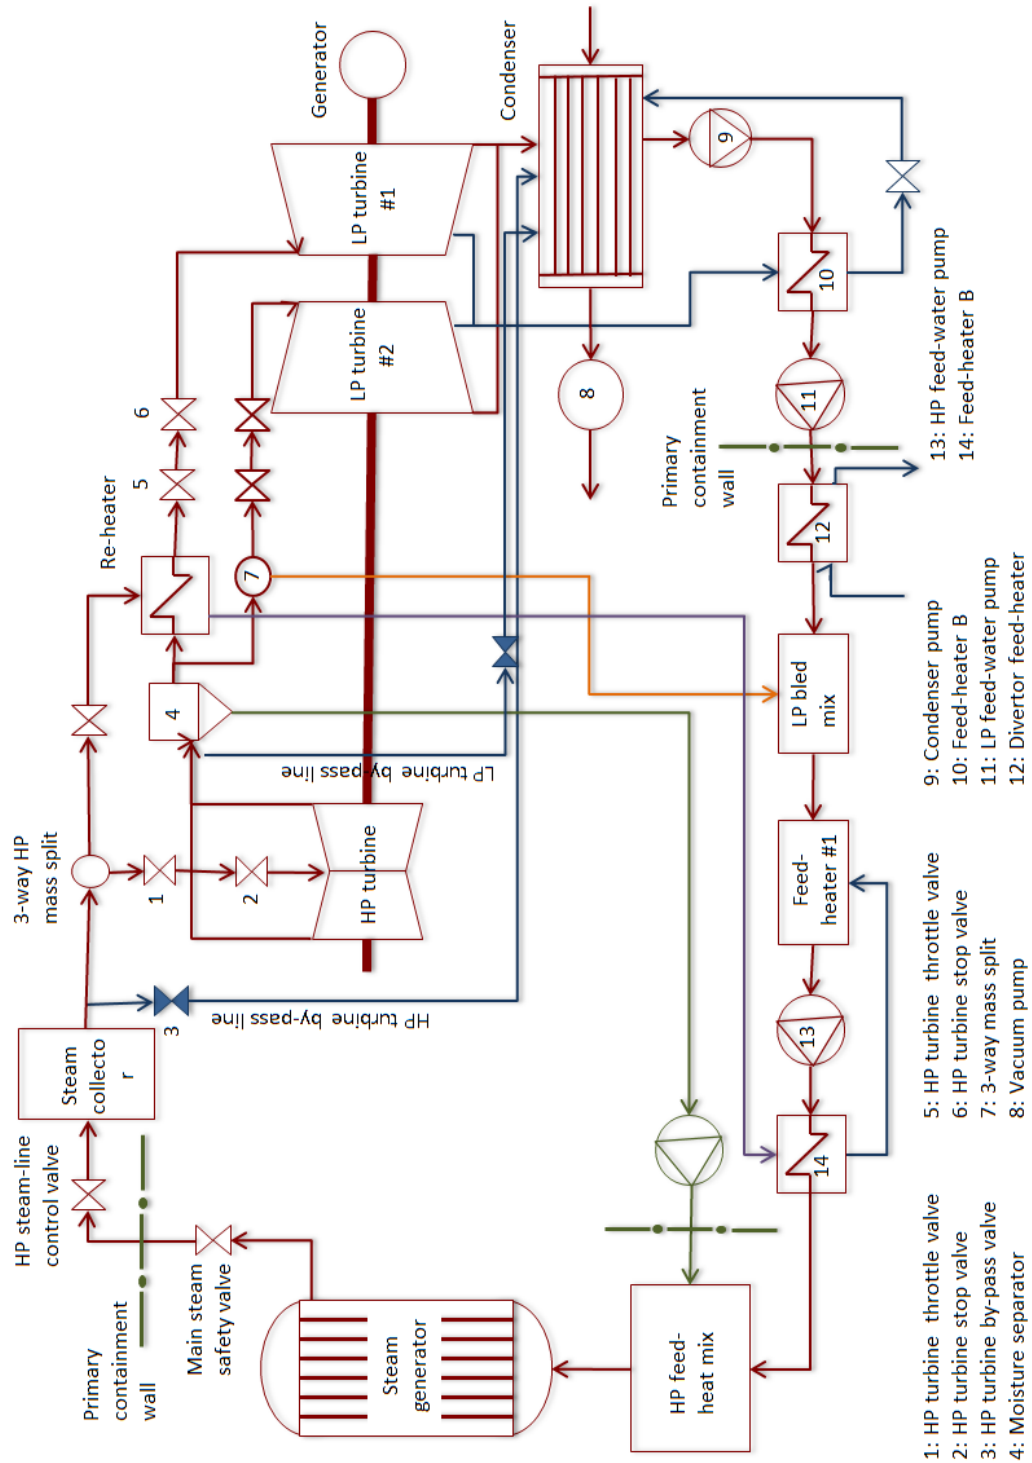 Generator
Condenser
LP turbine
#1
LP turbine
#2
9
10
11
8
6
5
Re-heater
7
4
12
Primary
containment
wall
13: HP feed-water pump
14: Feed-heater B
LP turbine by-pass line
LP bled
mix
3-way HP
mass split
1
2
HP turbine
Feed-
heater #1
13
14
HP turbine by-pass line
3
Steam
collecto
r
HP steam-line
control valve
Main steam
safety valve
Primary
containment
wall
Steam
generator
HP feed-
heat mix
1: HP turbine throttle valve
2: HP turbine stop valve
3: HP turbine by-pass valve
4: Moisture separator
5: HP turbine throttle valve
6: HP turbine stop valve
7: 3-way mass split
8: Vacuum pump
9: Condenser pump
10: Feed-heater B
11: LP feed-water pump
12: Divertor feed-heater